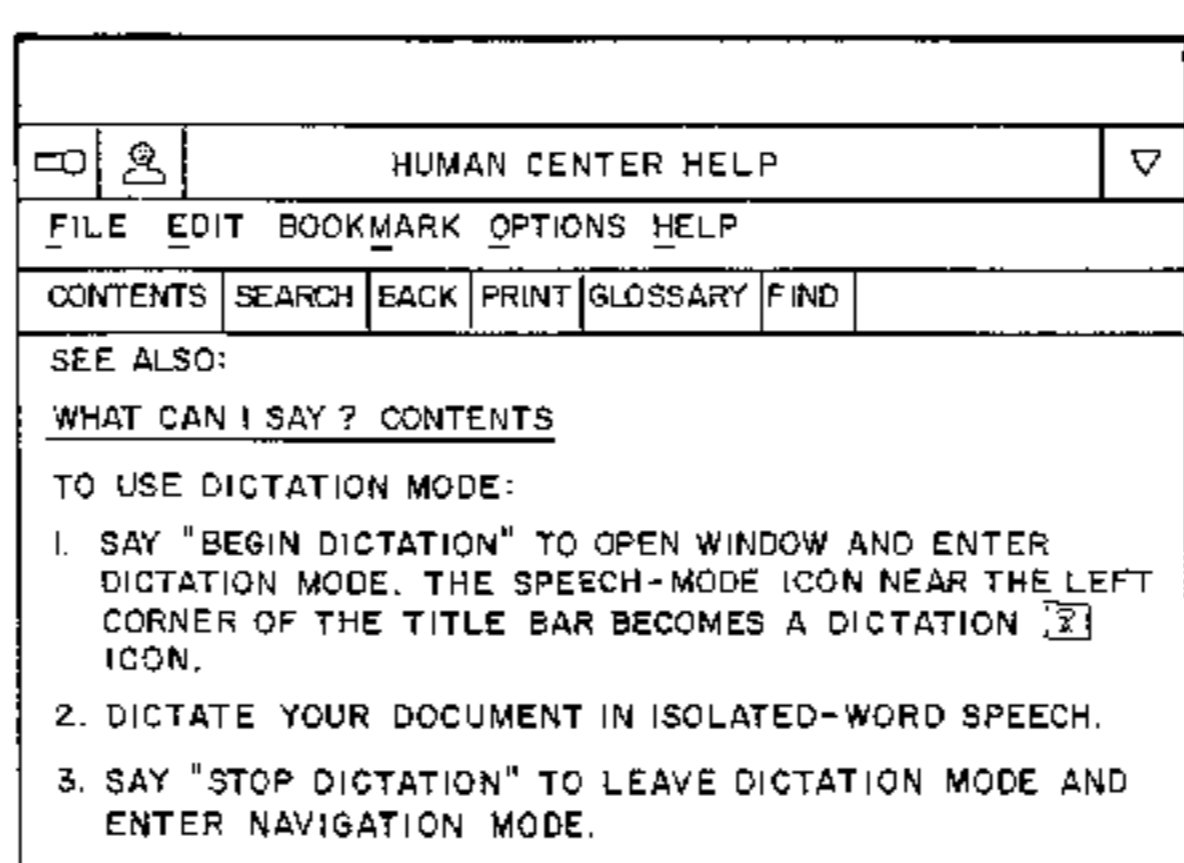 HUMAN CENTER HELP
FILE EDIT BOOKMARK OPTIONS HELP
CONTENTS SEARCH BACK PRINT GLOSSARY FIND
SEE ALSO:
WHAT CAN I SAY? CONTENTS
TO USE DICTATION MODE:
1. SAY "BEGIN DICTATION" TO OPEN WINDOW AND ENTER
DICTATION MODE. THE SPEECH-MODE ICON NEAR THE LEFT
CORNER OF THE TITLE BAR BECOMES A DICTATION
ICON.
2. DICTATE YOUR DOCUMENT IN ISOLATED-WORD SPEECH.
3. SAY "STOP DICTATION" TO LEAVE DICTATION MODE AND
ENTER NAVIGATION MODE.